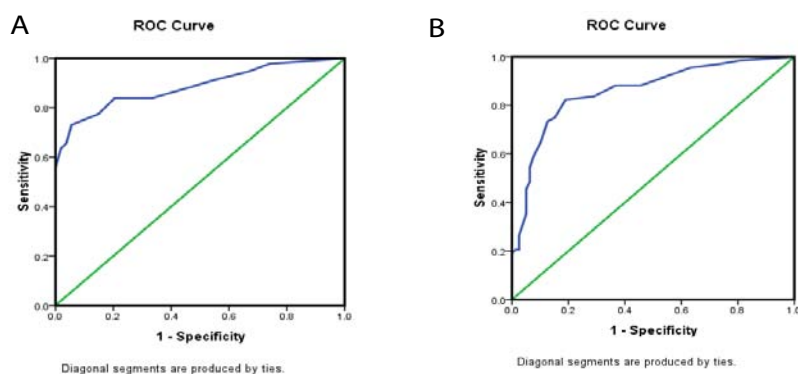 A
ROC Curve
1.0
0.8
0.6
0.4
0.2
0.0
Sensitivity
0.0 0.2 0.4 0.6 0.8 1.0
1 - Specificity
Diagonal segments are produced by ties.
B
ROC Curve
1.0
0.8
0.6
0.4
0.2
0.0
Sensitivity
0.0 0.2 0.4 0.6 0.8 1.0
1 - Specificity
Diagonal segments are produced by ties.